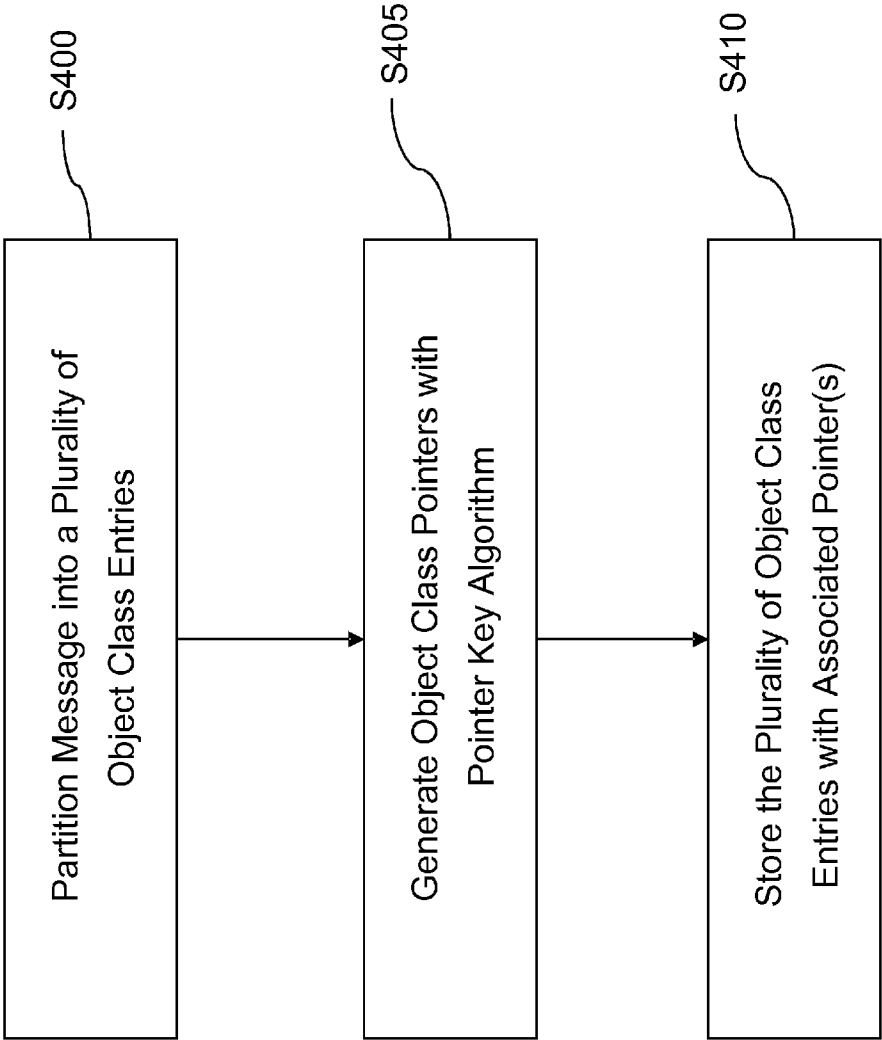 Partition Message into a Plurality of
Object Class Entries
S400
Generate Object Class Pointers with
Pointer Key Algorithm
S405
Store the Plurality of Object Class
Entries with Associated Pointer(s)
S410